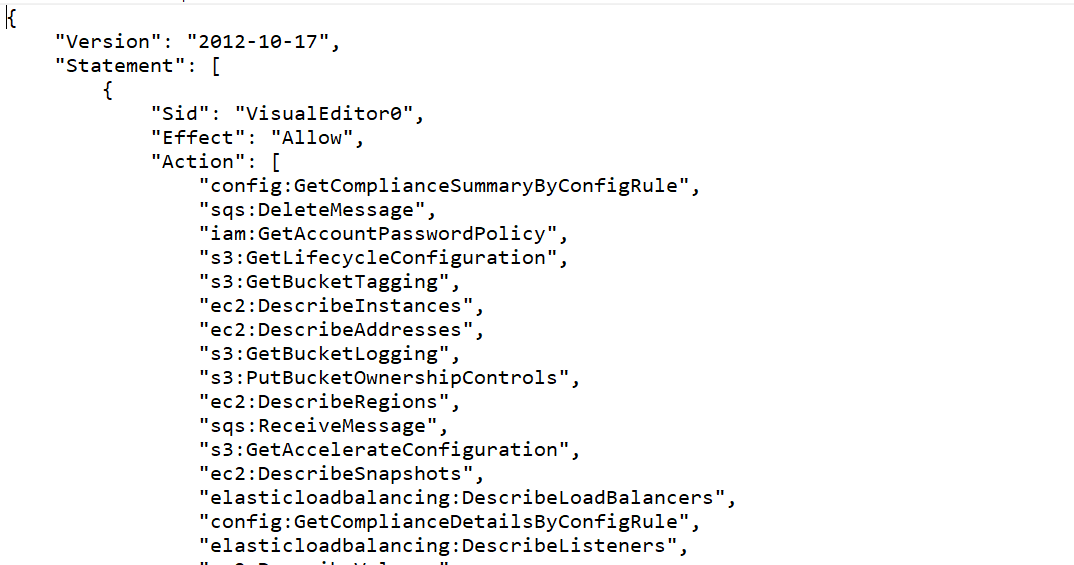 {
    "Version": "2012-10-17",
    "Statement": [
        {
            "Sid": "VisualEditor0",
            "Effect": "Allow",
            "Action": [
                "config:GetComplianceSummaryByConfigRule",
                "sqs:DeleteMessage",
                "iam:GetAccountPasswordPolicy",
                "s3:GetLifecycleConfiguration",
                "s3:GetBucketTagging",
                "ec2:DescribeInstances",
                "ec2:DescribeAddresses",
                "s3:GetBucketLogging",
                "s3:PutBucketOwnershipControls",
                "ec2:DescribeRegions",
                "sqs:ReceiveMessage",
                "s3:GetAccelerateConfiguration",
                "ec2:DescribeSnapshots",
                "elasticloadbalancing:DescribeLoadBalancers",
                "config:GetComplianceDetailsByConfigRule",
                "elasticloadbalancing:DescribeListeners",